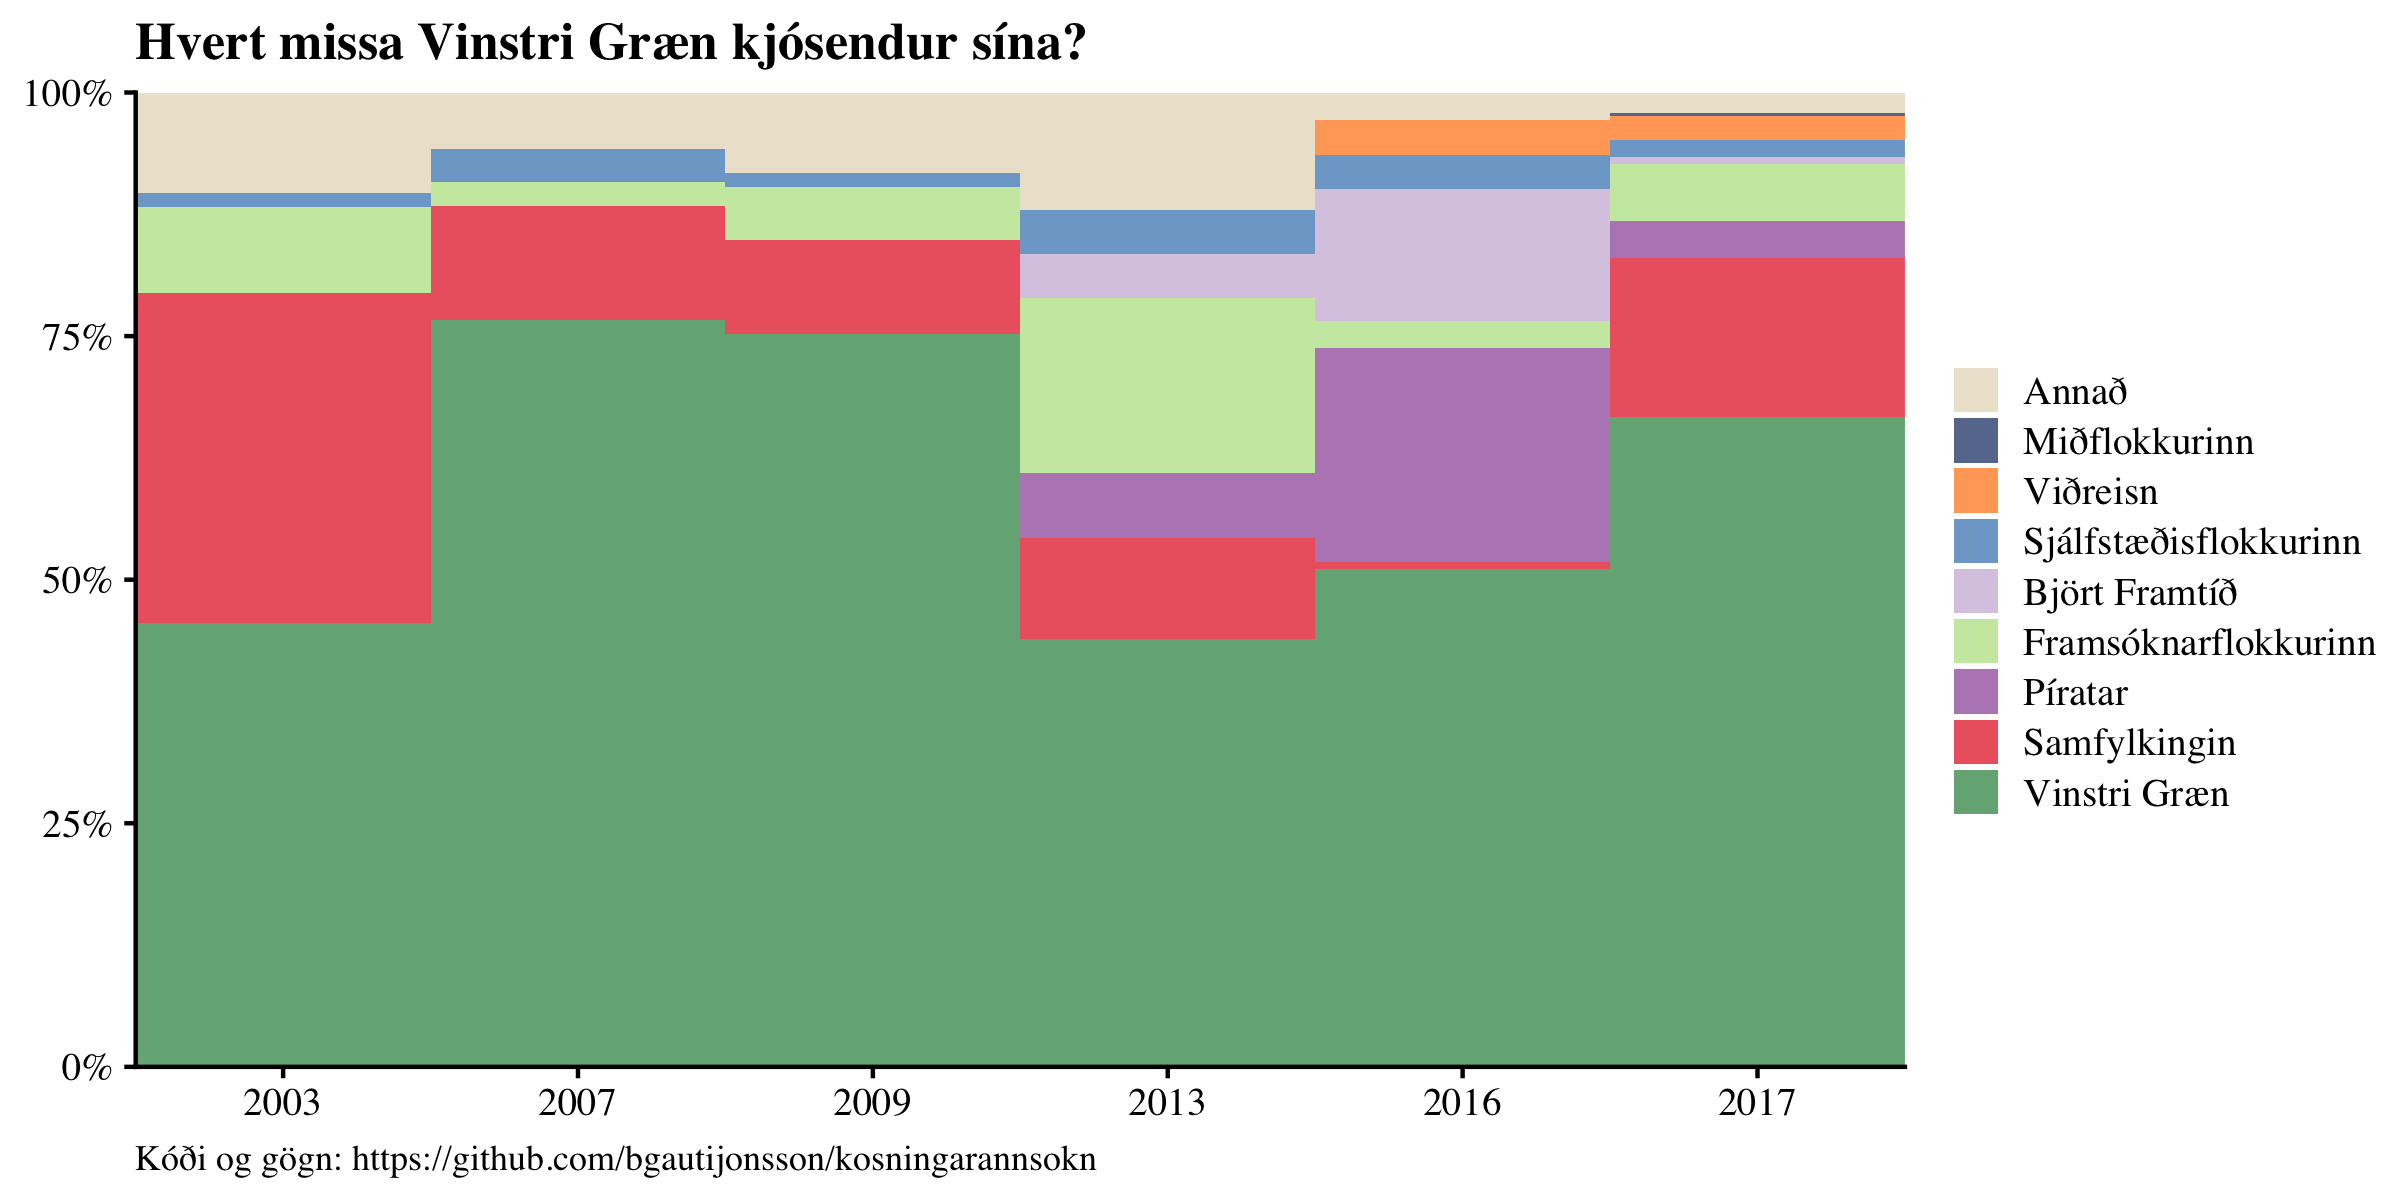 Hvert missa Vinstri Græn kjósendur sína?
100%
75%
50%
25%
0%
2003
2007
2009
2013
2016
2017
Annað
Miðflokkurinn
Viðreisn
Sjálfstæðisflokkurinn
Björt Framtíð
Framsóknarflokkurinn
Píratar
Samfylkingin
Vinstri Græn
Kóði og gögn: https://github.com/bgautijonsson/kosningarannsokn